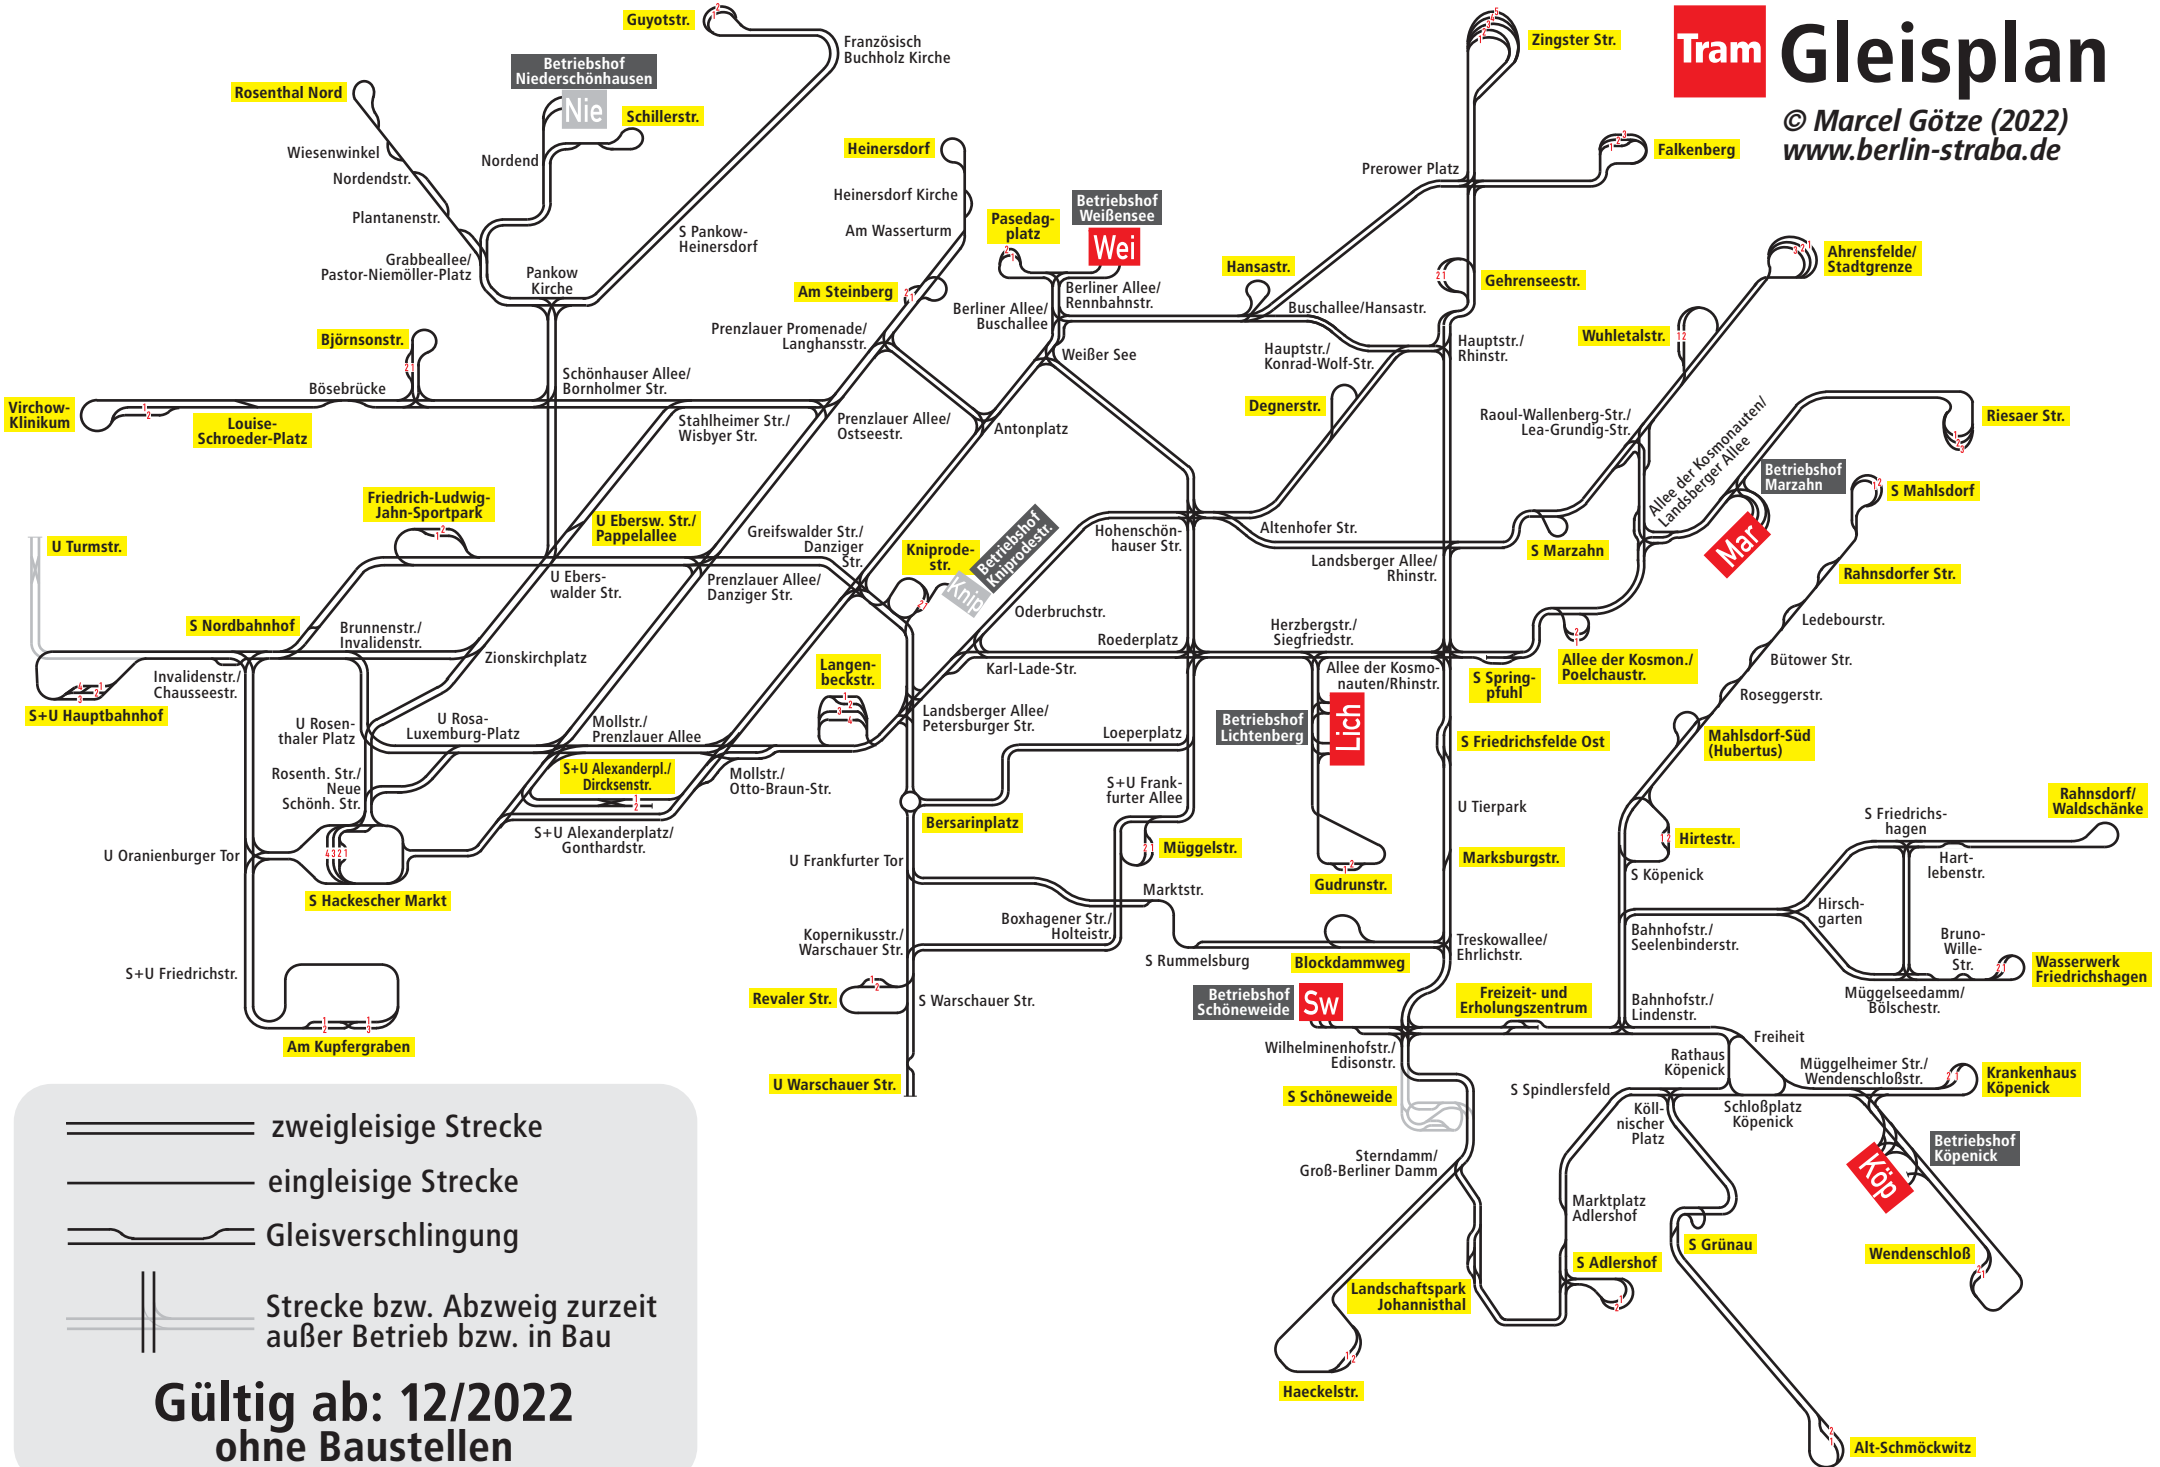 Tram
Gleisplan
© Marcel Götze (2022)
www.berlin-straba.de
Guyotstr.
Französisch
Buchholz Kirche
Zingster Str.
Betriebshof
Niederschönhausen
Nie
Rosenthal Nord
Schillerstr.
Wiesenwinkel
Nordend
Nordendstr.
Plantanenstr.
Heinersdorf
Heinersdorf Kirche
Am Wasserturm
Prerower Platz
Falkenberg
Betriebshof
Weißensee
Wei
Pasedag-
platz
S Pankow-
Heinersdorf
Grabbeallee/
Pastor-Niemöller-Platz
Pankow
Kirche
Am Steinberg
Berliner Allee/
Rennbahnstr.
Berliner Allee/
Buschallee
Hansastr.
Buschallee/Hansastr.
Gehrenseestr.
Ahrensfelde/
Stadtgrenze
Prenzlauer Promenade/
Langhansstr.
Björnsonstr.
Weißer See
Hauptstr./
Konrad-Wolf-Str.
Hauptstr./
Rhinstr.
Wuhletalstr.
Bösebrücke
Schönhauser Allee/
Bornholmer Str.
Virchow-
Klinikum
Louise-
Schroeder-Platz
Stahlheimer Str./
Wisbyer Str.
Prenzlauer Allee/
Ostseestr.
Antonplatz
Degnerstr.
Raoul-Wallenberg-Str./
Lea-Grundig-Str.
Allee der Kosmonauten/
Landsberger Allee
Riesaer Str.
Betriebshof
Marzahn
Mar
S Mahlsdorf
Friedrich-Ludwig-
Jahn-Sportpark
U Ebersw. Str./
Pappelallee
Greifswalder Str./
Danziger
Str.
Kniprode-
str.
Betriebshof
Kniprodestr.
Knip
Hohenschön-
hauser Str.
Altenhofer Str.
S Marzahn
U Turmstr.
U Ebers-
walder Str.
Prenzlauer Allee/
Danziger Str.
Landsberger Allee/
Rhinstr.
Rahnsdorfer Str.
S Nordbahnhof
Brunnenstr./
Invalidenstr.
Zionskirchplatz
Oderbruchstr.
Roederplatz
Herzbergstr./
Siegfriedstr.
Ledebourstr.
Invalidenstr./
Chausseestr.
Langen-
beckstr.
Karl-Lade-Str.
Allee der Kosmo-
nauten/Rhinstr.
S Spring-
pfuhl
Allee der Kosmon./
Poelchaustr.
Bütower Str.
Roseggerstr.
S+U Hauptbahnhof
U Rosen-
thaler Platz
U Rosa-
Luxemburg-Platz
Mollstr./
Prenzlauer Allee
Landsberger Allee/
Petersburger Str.
Loeperplatz
Betriebshof
Lichtenberg
Lich
S Friedrichsfelde Ost
Mahlsdorf-Süd
(Hubertus)
Rosenth. Str./
Neue
Schönh. Str.
S+U Alexanderpl./
Dircksenstr.
Mollstr./
Otto-Braun-Str.
S+U Frank-
furter Allee
U Tierpark
Rahnsdorf/
Waldschänke
S+U Alexanderplatz/
Gonthardstr.
Bersarinplatz
S Friedrichs-
hagen
U Oranienburger Tor
U Frankfurter Tor
Müggelstr.
Marksburgstr.
Hirtestr.
Hart-
lebenstr.
S Hackescher Markt
Marktstr.
Gudrunstr.
S Köpenick
Boxhagener Str./
Holteistr.
Hirsch-
garten
Kopernikusstr./
Warschauer Str.
Treskowallee/
Ehrlichstr.
Bahnhofstr./
Seelenbinderstr.
Bruno-
Wille-
Str.
S+U Friedrichstr.
S Rummelsburg
Blockdammweg
Wasserwerk
Friedrichshagen
Revaler Str.
S Warschauer Str.
Betriebshof
Schöneweide
Sw
Freizeit- und
Erholungszentrum
Bahnhofstr./
Lindenstr.
Müggelseedamm/
Bölschestr.
Am Kupfergraben
Wilhelminenhofstr./
Edisonstr.
Freiheit
Rathaus
Köpenick
Müggelheimer Str./
Wendenschloßstr.
U Warschauer Str.
S Schöneweide
S Spindlersfeld
Krankenhaus
Köpenick
Köll-
nischer
Platz
Schloßplatz
Köpenick
Betriebshof
Köpenick
Köp
Sterndamm/
Groß-Berliner Damm
Marktplatz
Adlershof
S Grünau
Wendenschloß
S Adlershof
Landschaftspark
Johannisthal
Haeckelstr.
Alt-Schmöckwitz
zweigleisige Strecke
eingleisige Strecke
Gleisverschlingung
Strecke bzw. Abzweig zurzeit
außer Betrieb bzw. in Bau
Gültig ab: 12/2022
ohne Baustellen